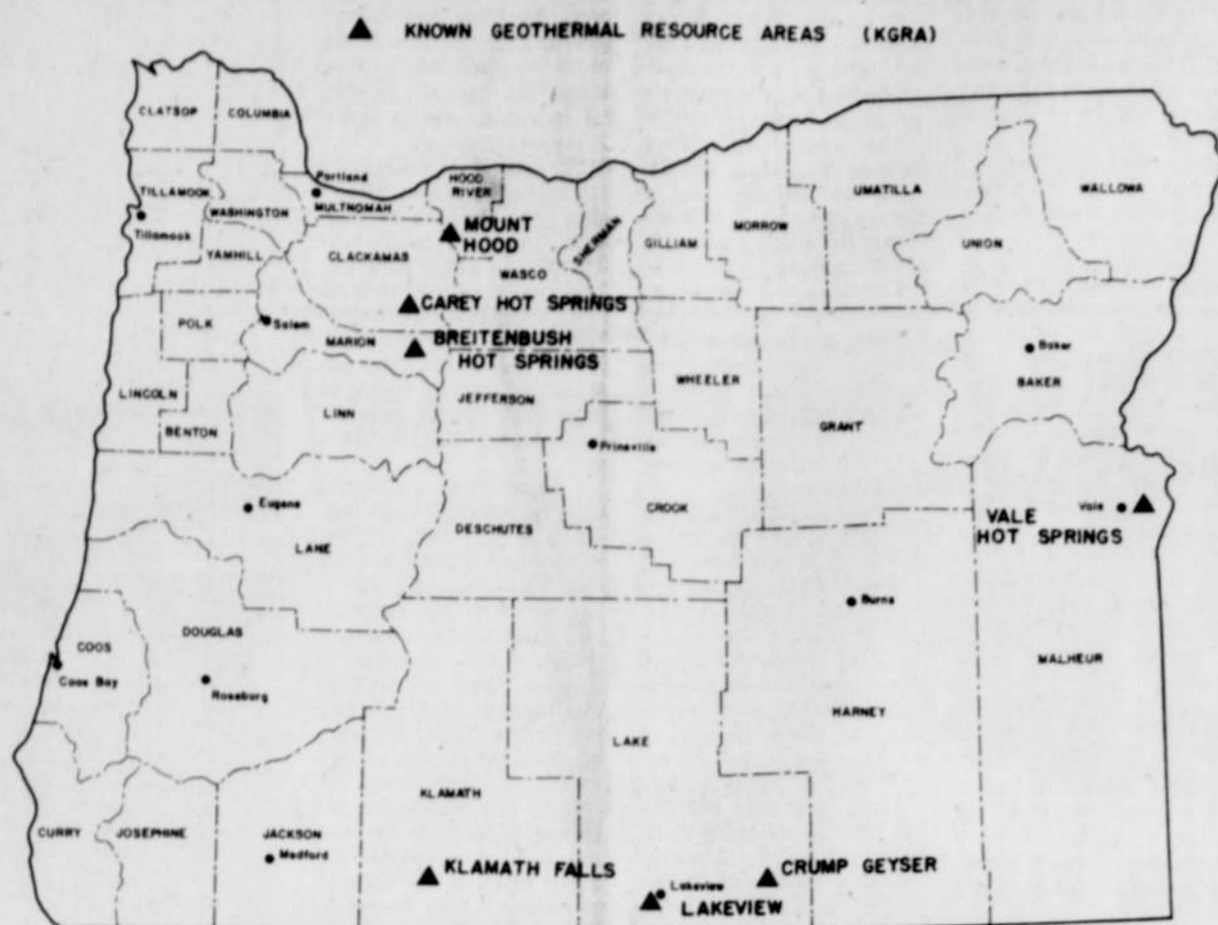 KNOWN GEOTHERMAL RESOURCE AREAS (KGRA)
CLATSOP
COLUMBIA
TILLAMOOK
Tillamook
WASHINGTON
Portland
MULTNOMAH
HOOD
RIVER
MOUNT
HOOD
YAMHILL
CLACKAMAS
WASCO
SHERMAN
GILLIAM
MORROW
UMATILLA
UNION
WALLOWA
CAREY HOT SPRINGS
POLK
Salem
MARION
BREITENBUSH
HOT SPRINGS
LINCOLN
BENTON
LINN
JEFFERSON
WHEELER
GRANT
Baker
BAKER
Prineville
Eugene
LANE
DESCHUTES
CROOK
Vale
VALE
HOT SPRINGS
Burns
COOS
Coos Bay
DOUGLAS
Roseburg
MALHEUR
HARNEY
LAKE
KLAMATH
CURRY
JOSEPHINE
JACKSON
Medford
KLAMATH FALLS
Lakeview
LAKEVIEW
CRUMP GEYSER